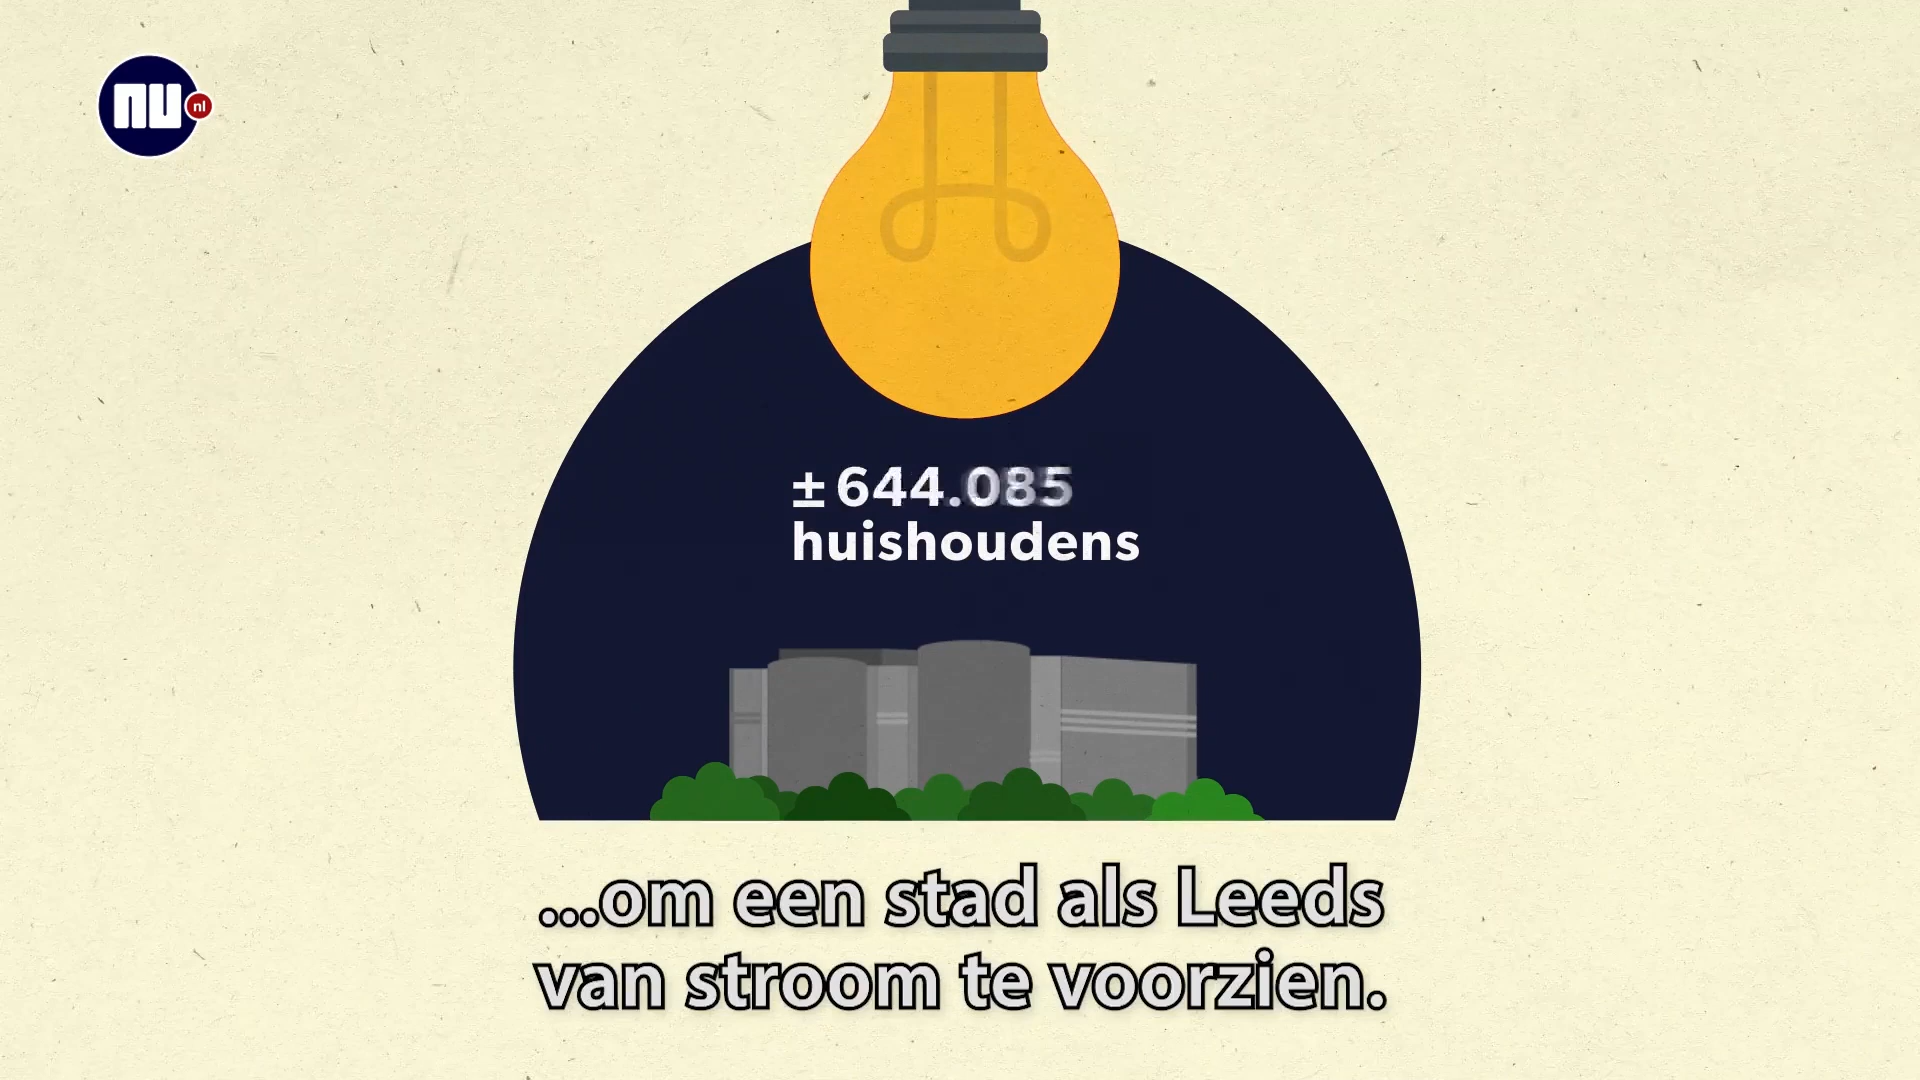 nu
nl
± 644.085
huishoudens
...om een stad als Leeds
van stroom te voorzien.